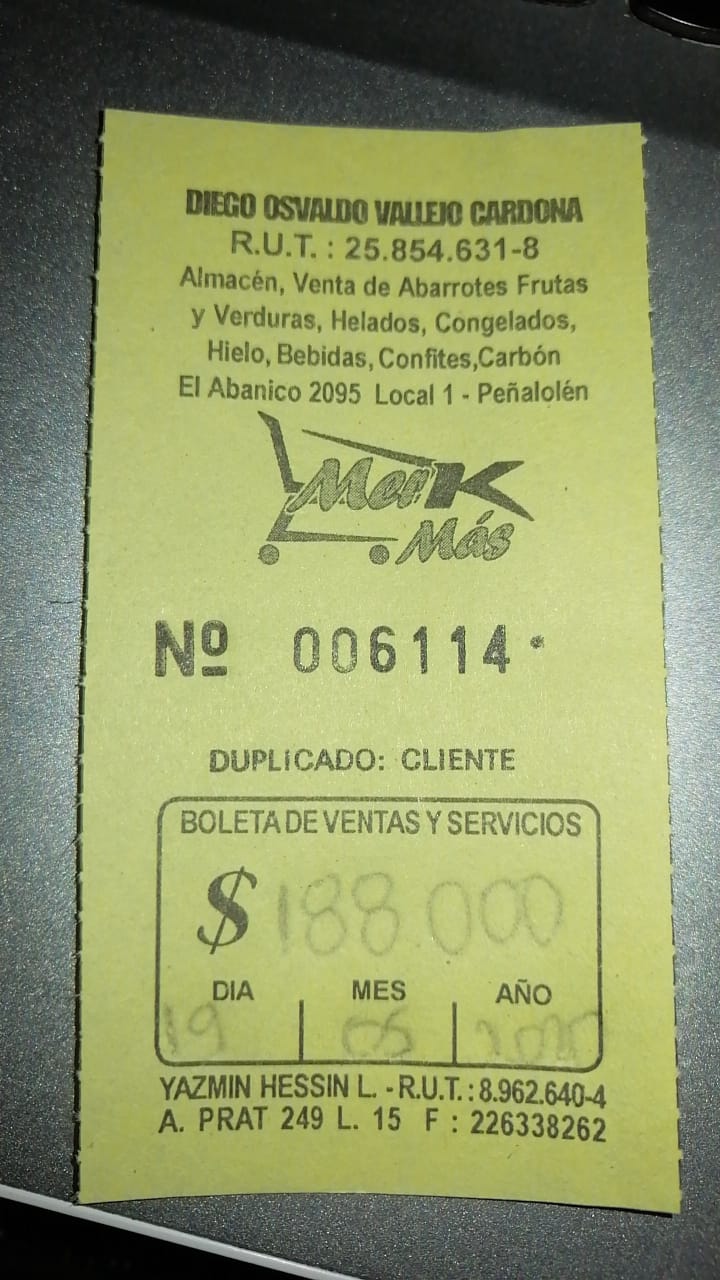 DIEGO OSVALDO VALLEJO CARDONA
R.U.T. : 25.854.631-8
Almacén, Venta de Abarrotes Frutas
y Verduras, Helados, Congelados,
Hielo, Bebidas, Confites,Carbón
El Abanico 2095 Local 1 - Peñalolén
MerK
Más
Nº 006114
DUPLICADO: CLIENTE
BOLETA DE VENTAS Y SERVICIOS
$ 188.000
DIA MES AÑO
19 05 2020
YAZMIN HESSIN L. - R.U.T.: 8.962.640-4
A. PRAT 249 L. 15 F : 226338262